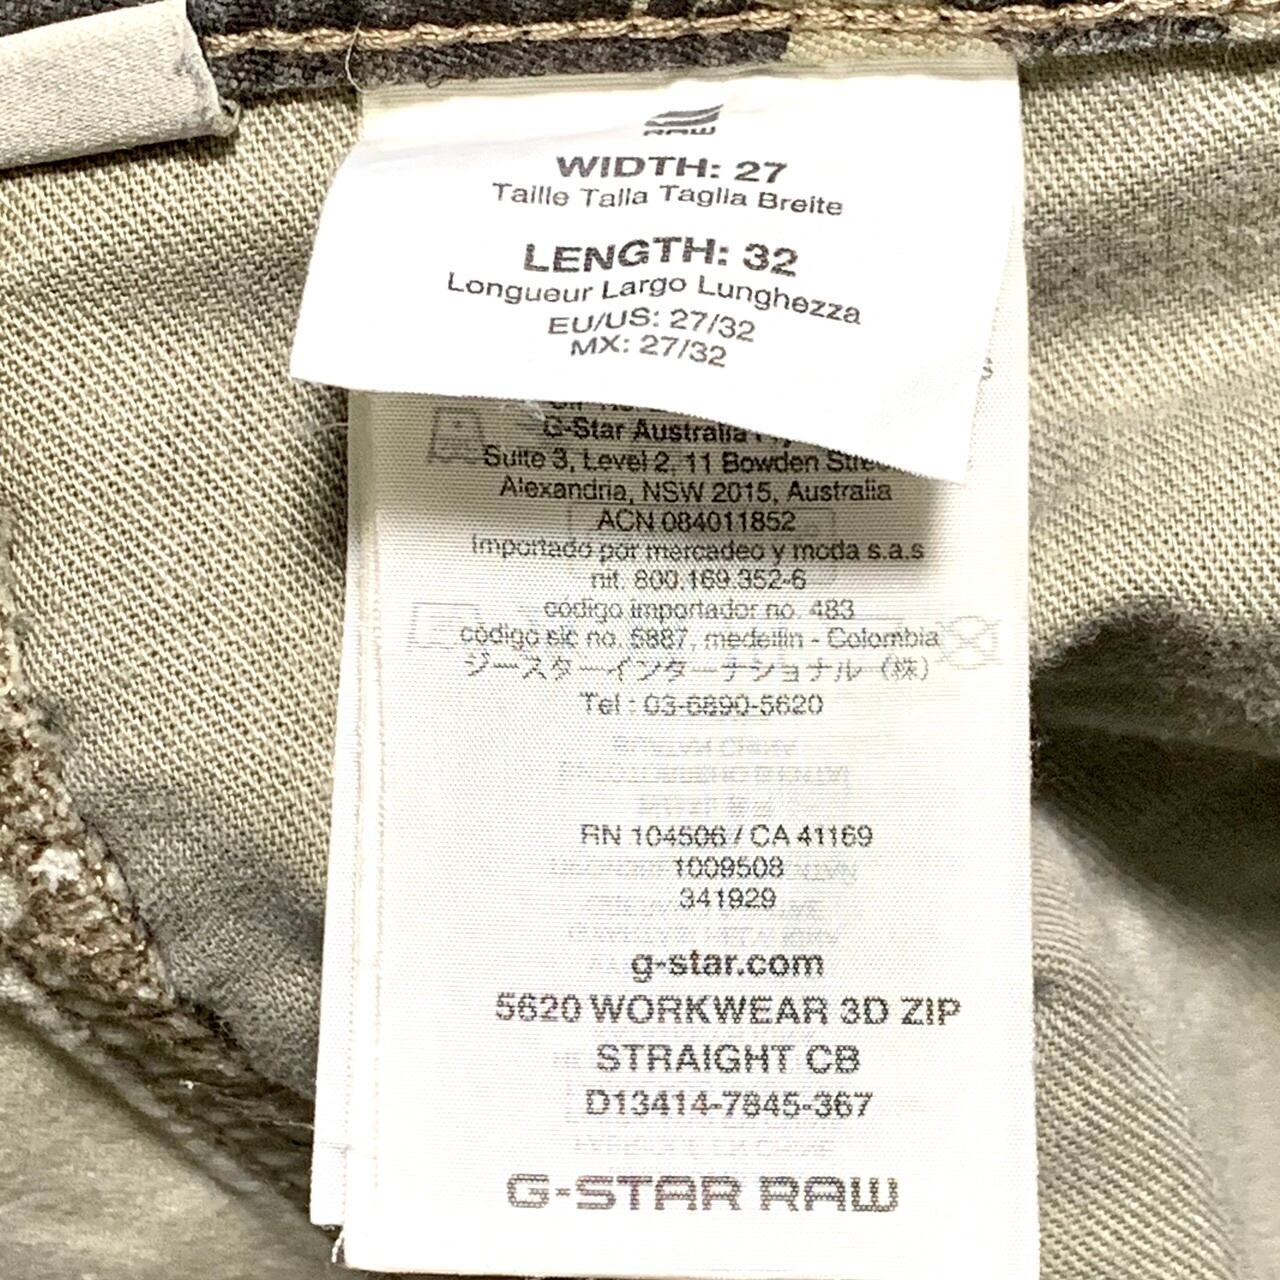 RAW
WIDTH: 27
Taille Talla Taglia Breite
LENGTH: 32
Longueur Largo Lunghezza
EU/US: 27/32
MX: 27/32
G-Star Australia
Suite 3, Level 2, 11 Bowden
Alexandria, NSW 2015, Australia
ACN 084011852
importado por mercadeo y moda s.a.s
nit. 800.169.352-6
código importador no. 483
código sic no. 5887, medellin - Colombia
ジースターインターナショナル (株)
Tel : 03-6890-5620
RN 104506 / CA 41169
1009508
341929
g-star.com
5620 WORKWEAR 3D ZIP
STRAIGHT CB
D13414-7845-367
G-STAR RAW